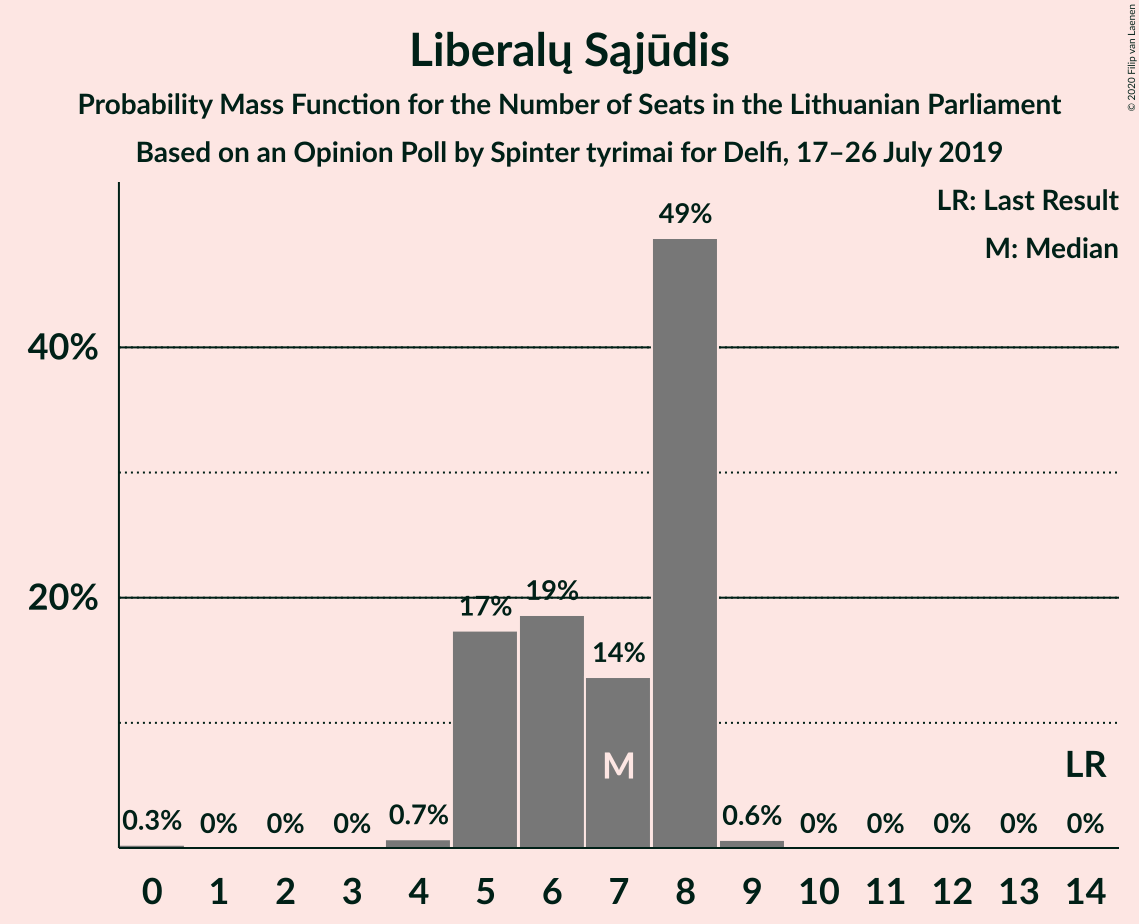 Liberalų Sąjūdis
Probability Mass Function for the Number of Seats in the Lithuanian Parliament
Based on an Opinion Poll by Spinter tyrimai for Delfi, 17–26 July 2019
© 2020 Filip van Laenen
LR: Last Result
M: Median
49%
40%
20%
17%
19%
14%
M
LR
0.3%
0%
0%
0%
0.7%
0.6%
0%
0%
0%
0%
0%
0 1 2 3 4 5 6 7 8 9 10 11 12 13 14